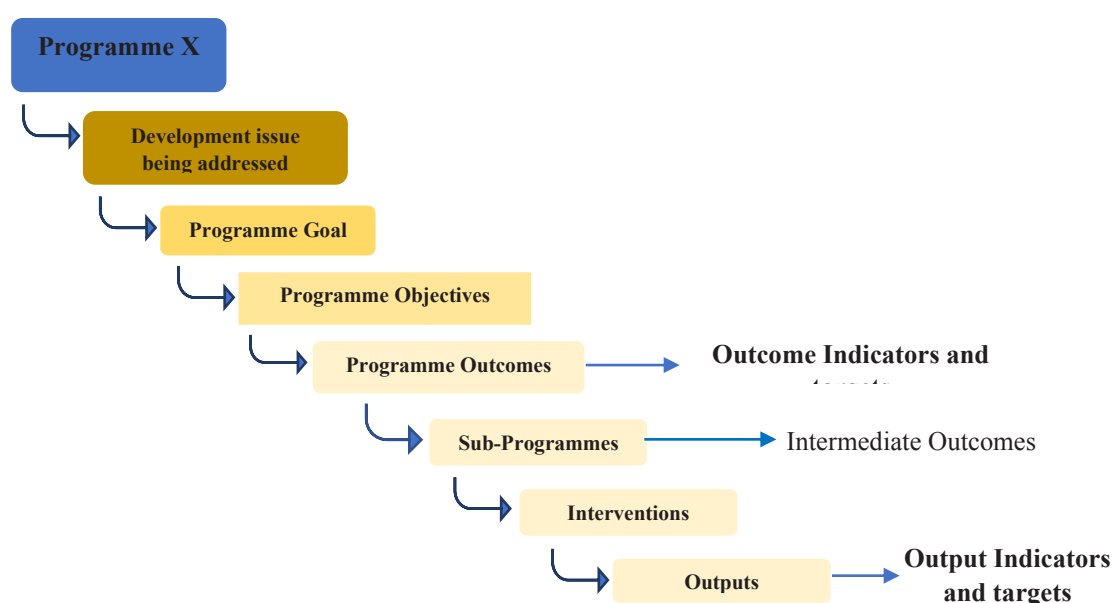 Programme X
Development issue
being addressed
Programme Goal
Programme Objectives
Programme Outcomes
Outcome Indicators and
targets
Sub-Programmes
Intermediate Outcomes
Interventions
Outputs
Output Indicators
and targets